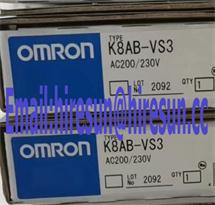 TYPE
OMRON K8AB-VS3
AC200/230V
LOT 2092 QTY 1
Email:hiresun@hiresun.cc
TYPE
OMRON K8AB-VS3
AC200/230V
LOT NO 2092 QTY 1